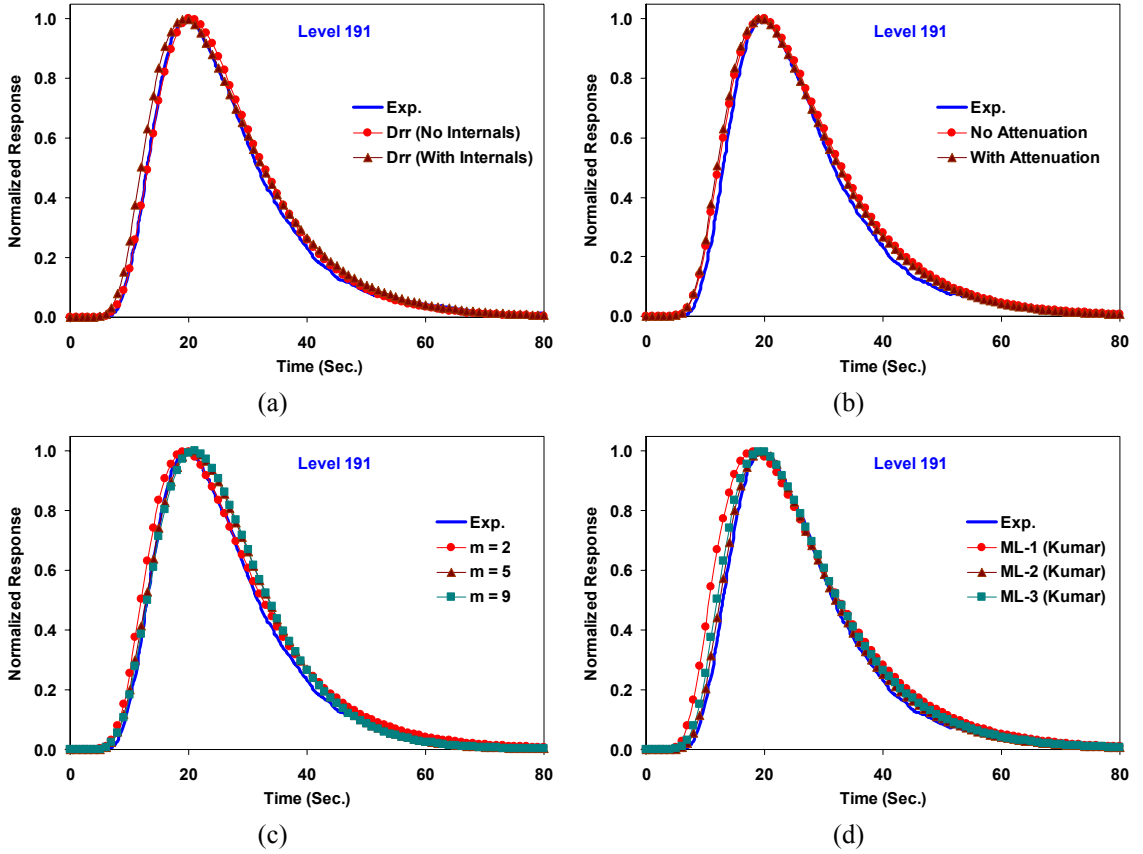 Normalized Response
1.0
0.8
0.6
0.4
0.2
0.0
Level 191
Exp.
Drr (No Internals)
Drr (With Internals)
0 20 40 60 80
Time (Sec.)
(a)
Normalized Response
1.0
0.8
0.6
0.4
0.2
0.0
Level 191
Exp.
No Attenuation
With Attenuation
0 20 40 60 80
Time (Sec.)
(b)
Normalized Response
1.0
0.8
0.6
0.4
0.2
0.0
Level 191
Exp.
m = 2
m = 5
m = 9
0 20 40 60 80
Time (Sec.)
(c)
Normalized Response
1.0
0.8
0.6
0.4
0.2
0.0
Level 191
Exp.
ML-1 (Kumar)
ML-2 (Kumar)
ML-3 (Kumar)
0 20 40 60 80
Time (Sec.)
(d)